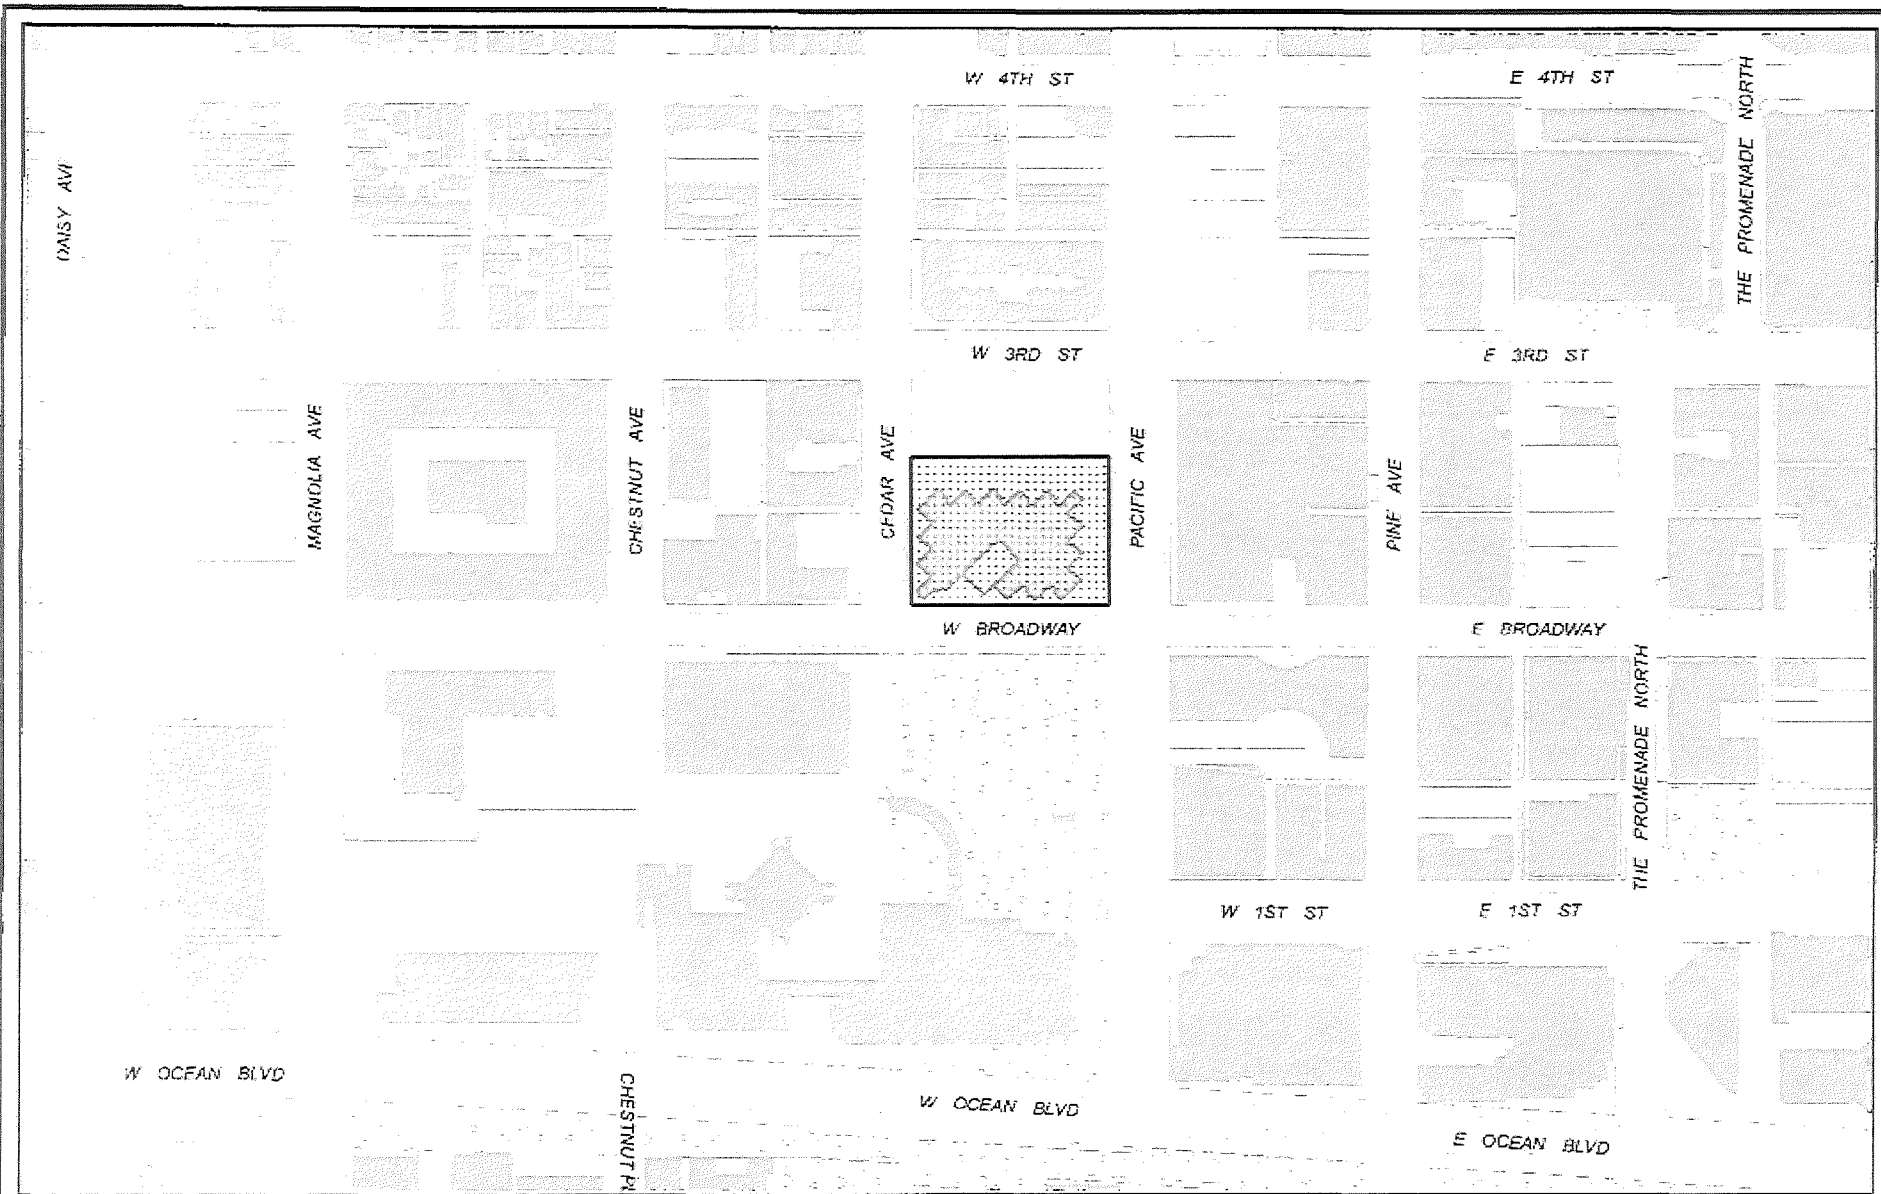 W 4TH ST
E 4TH ST
THE PROMENADE NORTH
DAISY AVE
W 3RD ST
E 3RD ST
MAGNOLIA AVE
CHESTNUT AVE
CEDAR AVE
PACIFIC AVE
PINE AVE
W BROADWAY
E BROADWAY
THE PROMENADE NORTH
W 1ST ST
E 1ST ST
W OCEAN BLVD
CHESTNUT PL
W OCEAN BLVD
E OCEAN BLVD